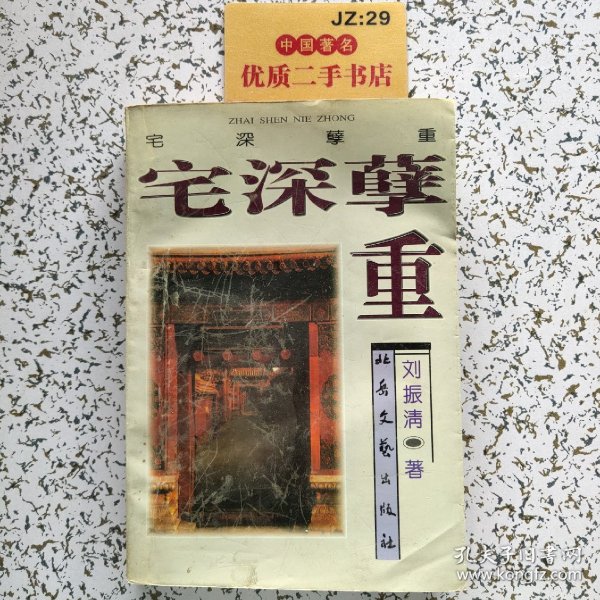 JZ:29
中国著名
优质二手书店
ZHAI SHEN NIE ZHONG
宅深孽重
宅深孽
重
刘振清 著
北岳文艺出版社
孔夫子旧书网
www.kongfz.com